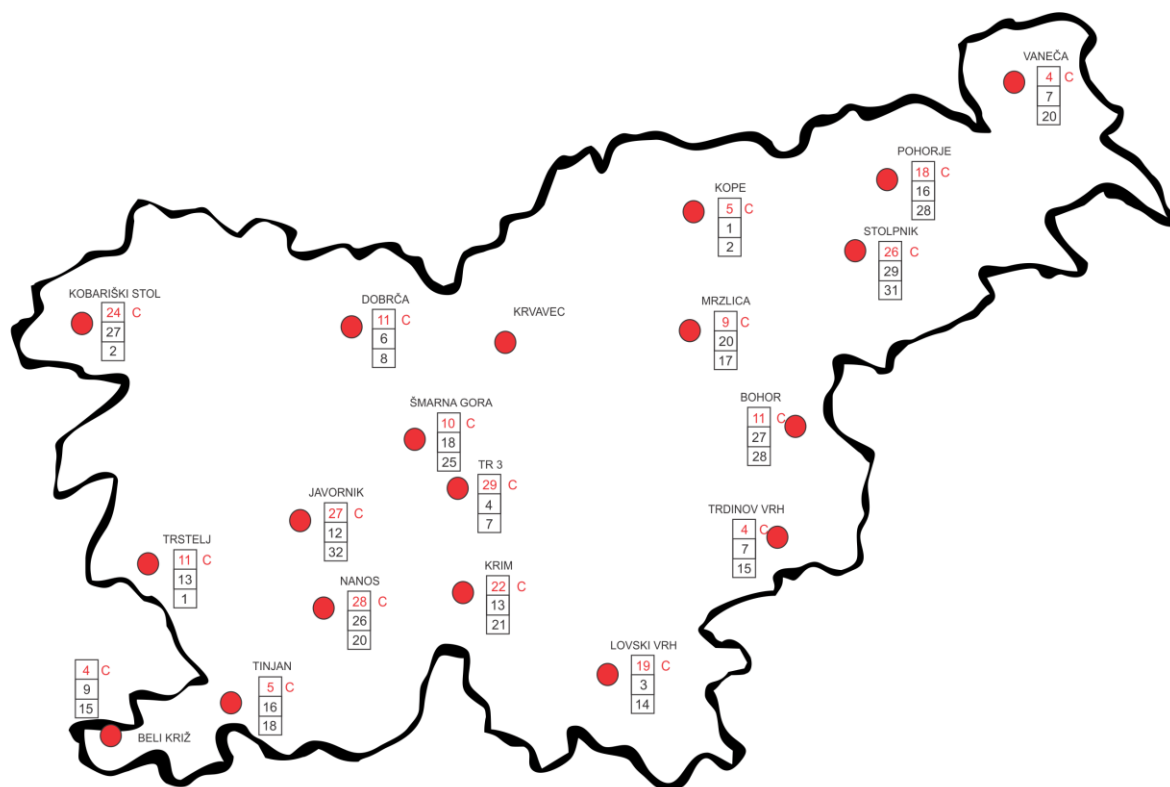 VANEČA
4 C
7
20
POHORJE
18 C
16
28
KOPE
5 C
1
2
STOLPNIK
26 C
29
31
KOBARIŠKI STOL
24 C
27
2
DOBRČA
11 C
6
8
KRVAVEC
MRZLICA
9 C
20
17
ŠMARNA GORA
10 C
18
25
BOHOR
11 C
27
28
TR 3
29 C
4
7
JAVORNIK
27 C
12
32
TRDINOV VRH
4 C
7
15
TRSTELJ
11 C
13
1
NANOS
28 C
26
20
KRIM
22 C
13
21
LOVSKI VRH
19 C
3
14
TINJAN
5 C
16
18
4 C
9
15
BELI KRIŽ